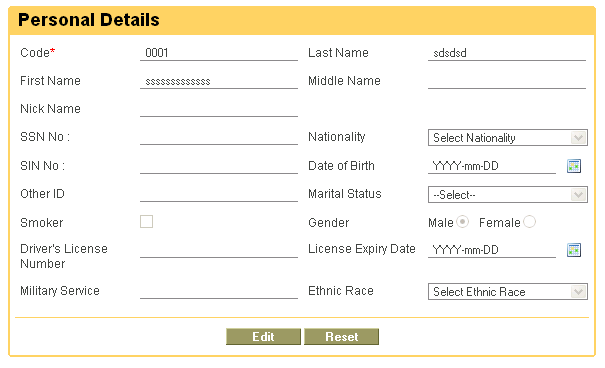 Personal Details
Code* 0001 Last Name sdsdsd
First Name sssssssssssss Middle Name
Nick Name
SSN No : Nationality Select Nationality
SIN No : Date of Birth YYYY-mm-DD
Other ID Marital Status --Select--
Smoker Gender Male Female
Driver's License Number License Expiry Date YYYY-mm-DD
Military Service Ethnic Race Select Ethnic Race
Edit Reset